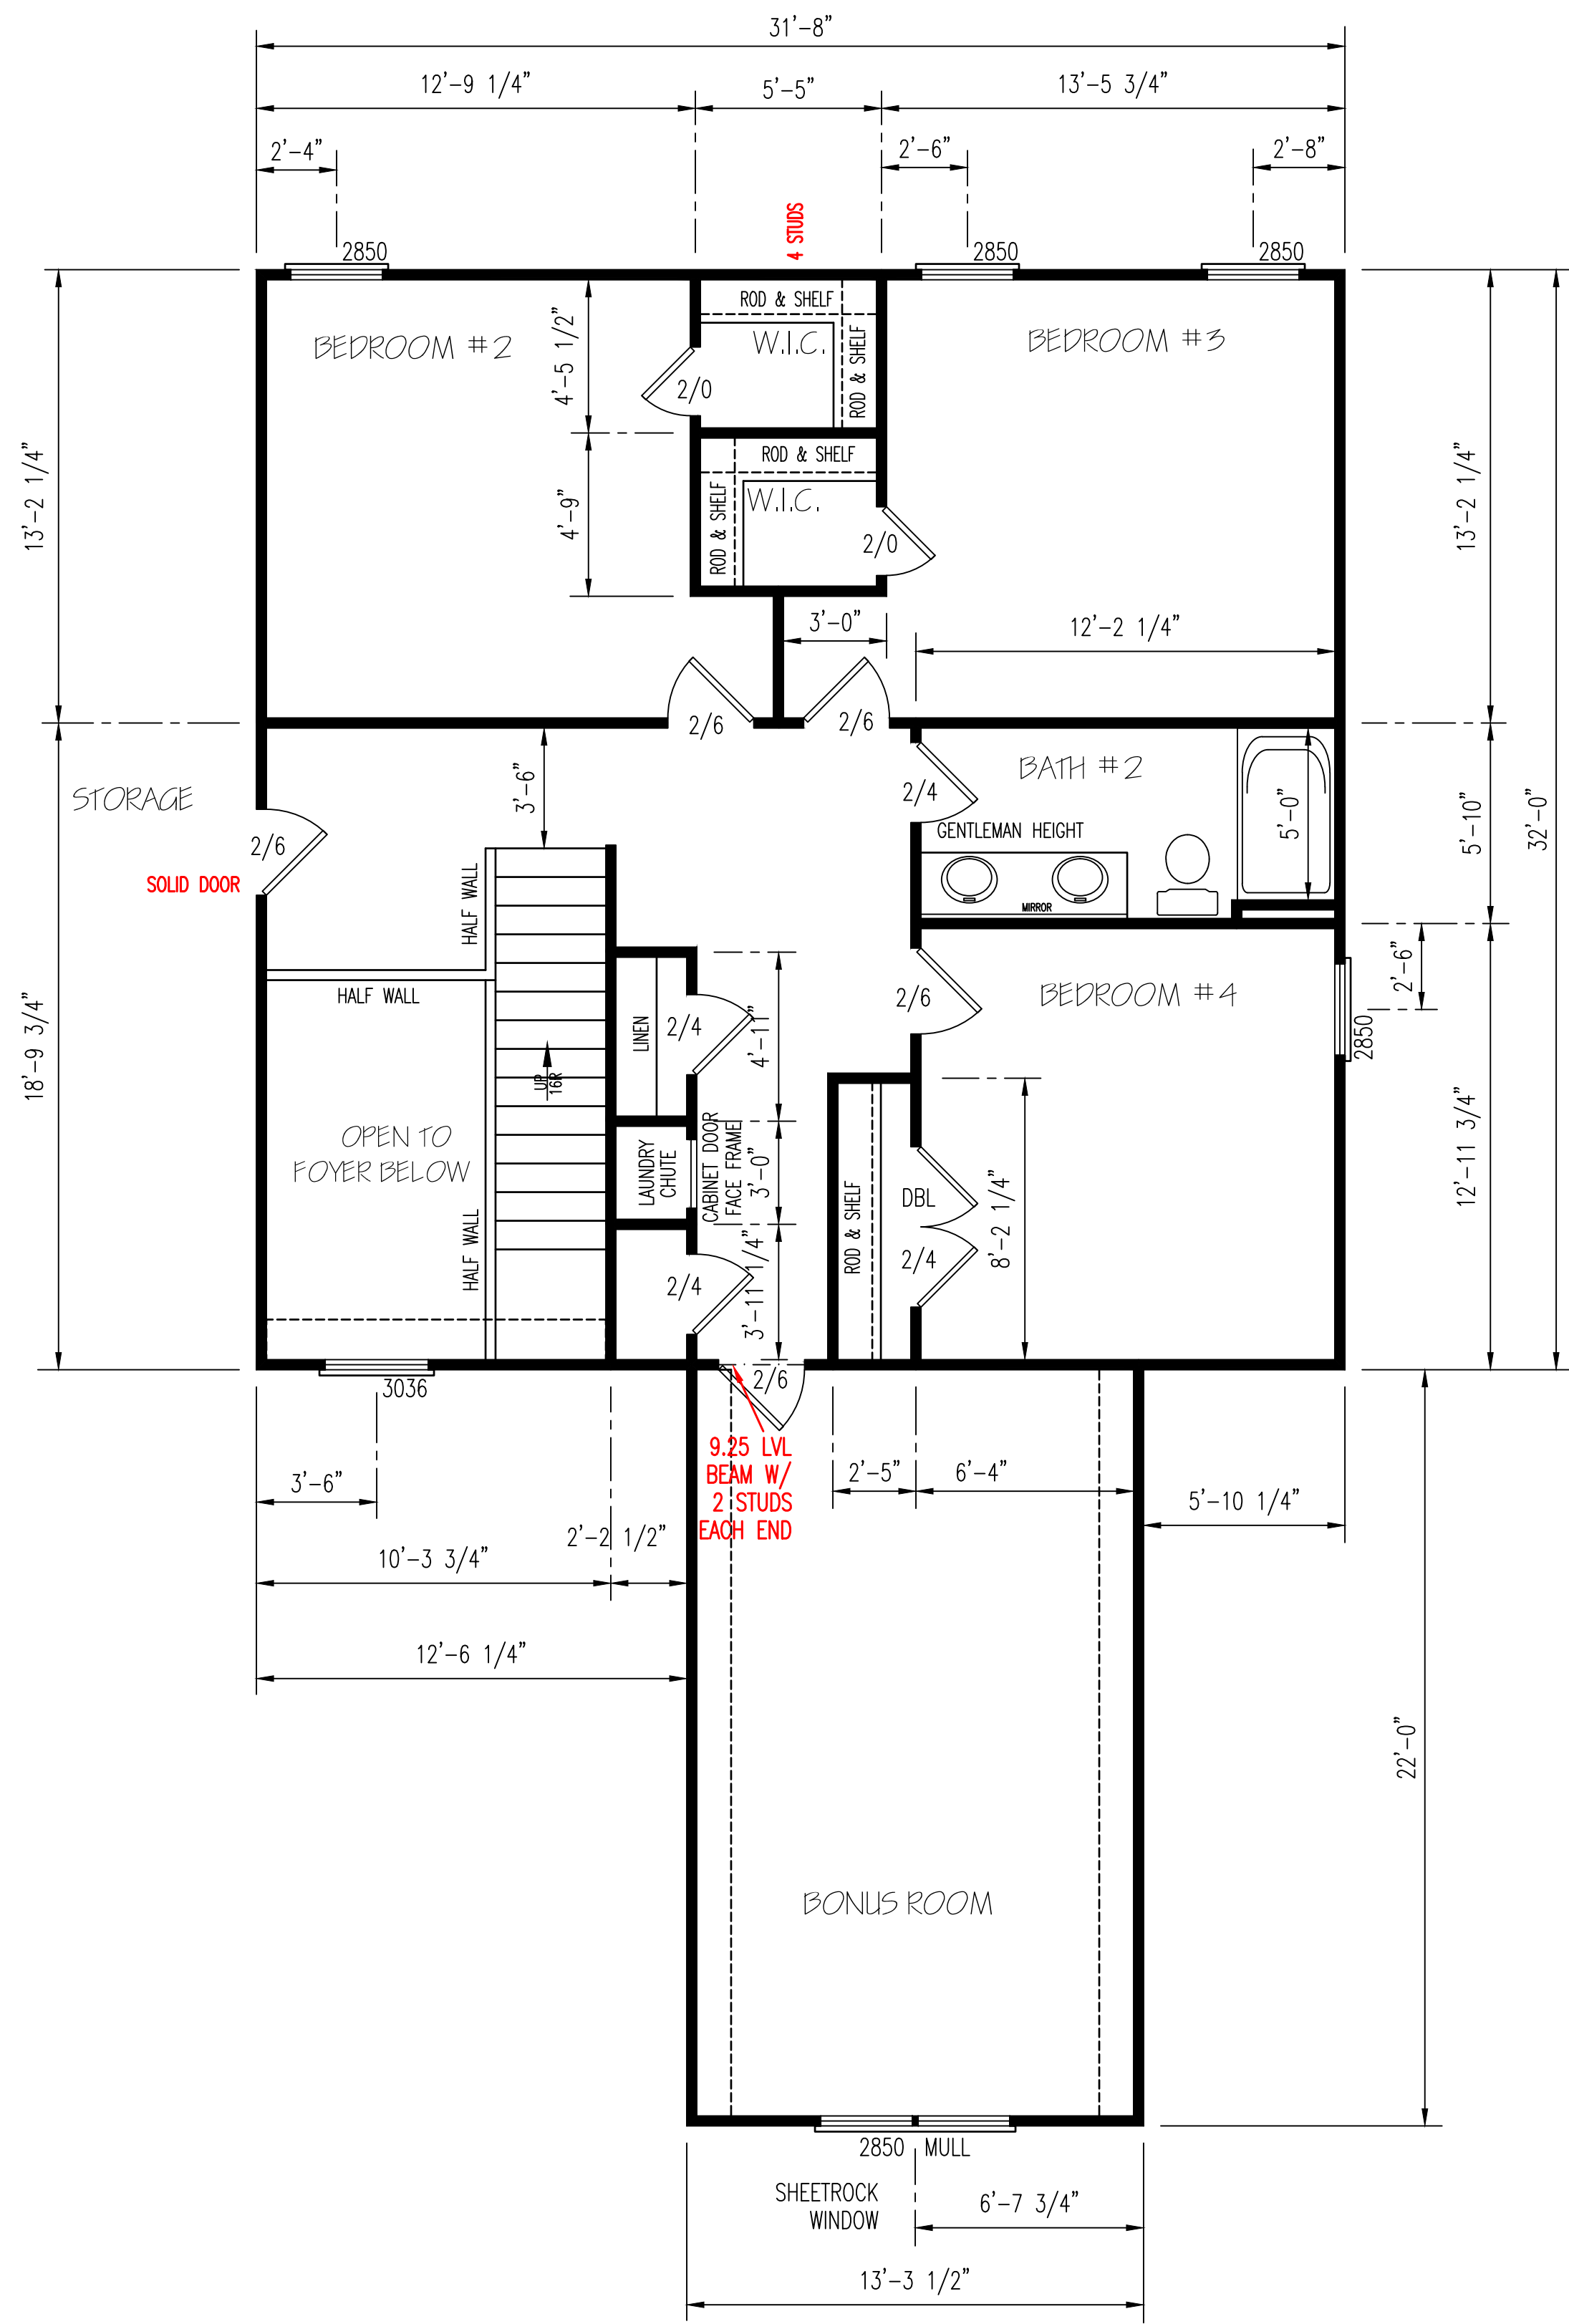 31'-8"
12'-9 1/4"
5'-5"
13'-5 3/4"
2'-4"
2'-6"
2'-8"
4 STUDS
2850
2850
2850
BEDROOM #2
4'-5 1/2"
ROD & SHELF
W.I.C.
ROD & SHELF
2/0
BEDROOM #3
13'-2 1/4"
4'-9"
ROD & SHELF
W.I.C.
ROD & SHELF
2/0
13'-2 1/4"
3'-0"
12'-2 1/4"
2/6
2/6
STORAGE
2/6
SOLID DOOR
3'-6"
2/4
BATH #2
GENTLEMAN HEIGHT
MIRROR
5'-0"
5'-10"
32'-0"
HALF WALL
HALF WALL
18'-9 3/4"
LINEN
2/4
4'-11"
2/6
BEDROOM #4
2'-6"
2850
UP
16R
OPEN TO
FOYER BELOW
HALF WALL
LAUNDRY
CHUTE
CABINET DOOR
FACE FRAME
3'-0"
ROD & SHELF
DBL
2/4
8'-2 1/4"
12'-11 3/4"
2/4
3'-11 1/4"
3036
2/6
9.25 LVL
BEAM W/
2 STUDS
EACH END
3'-6"
2'-5"
6'-4"
5'-10 1/4"
2'-2 1/2"
10'-3 3/4"
12'-6 1/4"
22'-0"
BONUS ROOM
2850 MULL
SHEETROCK
WINDOW
6'-7 3/4"
13'-3 1/2"